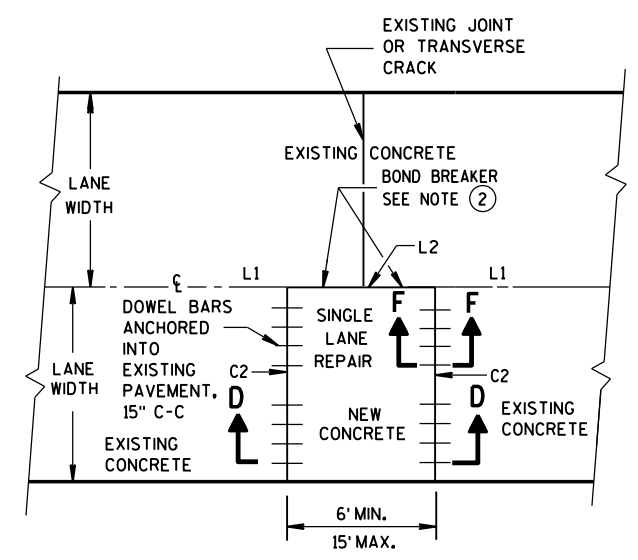 EXISTING JOINT
OR TRANSVERSE
CRACK
EXISTING CONCRETE
BOND BREAKER
SEE NOTE 2
LANE
WIDTH
L2
℄
L1
L1
DOWEL BARS
ANCHORED
INTO
EXISTING
PAVEMENT,
15" C-C
SINGLE
LANE
REPAIR
F
F
LANE
WIDTH
C2
C2
D
D
NEW
CONCRETE
EXISTING
CONCRETE
EXISTING
CONCRETE
6' MIN.
15' MAX.